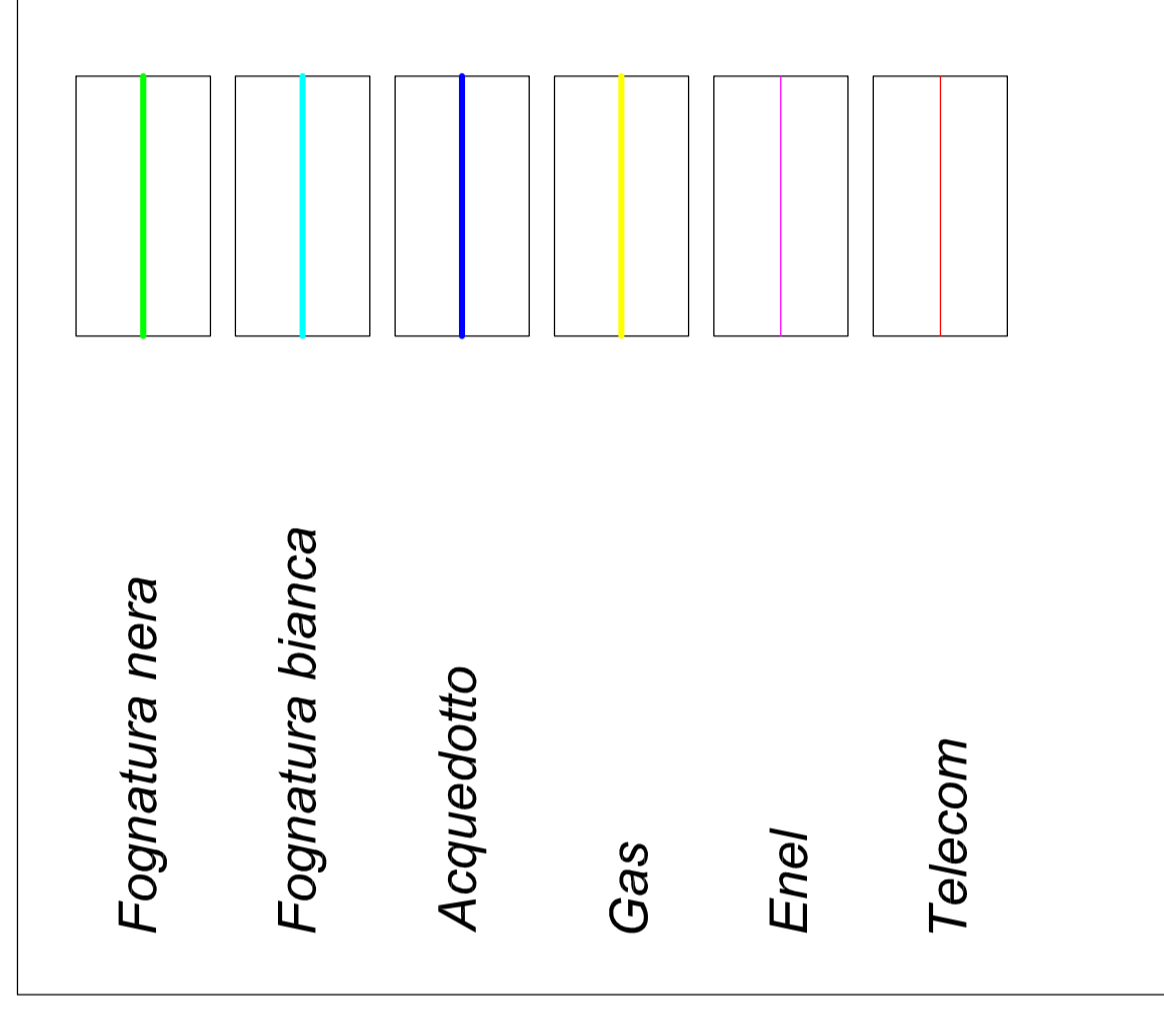 Fognatura nera
Fognatura bianca
Acquedotto
Gas
Enel
Telecom